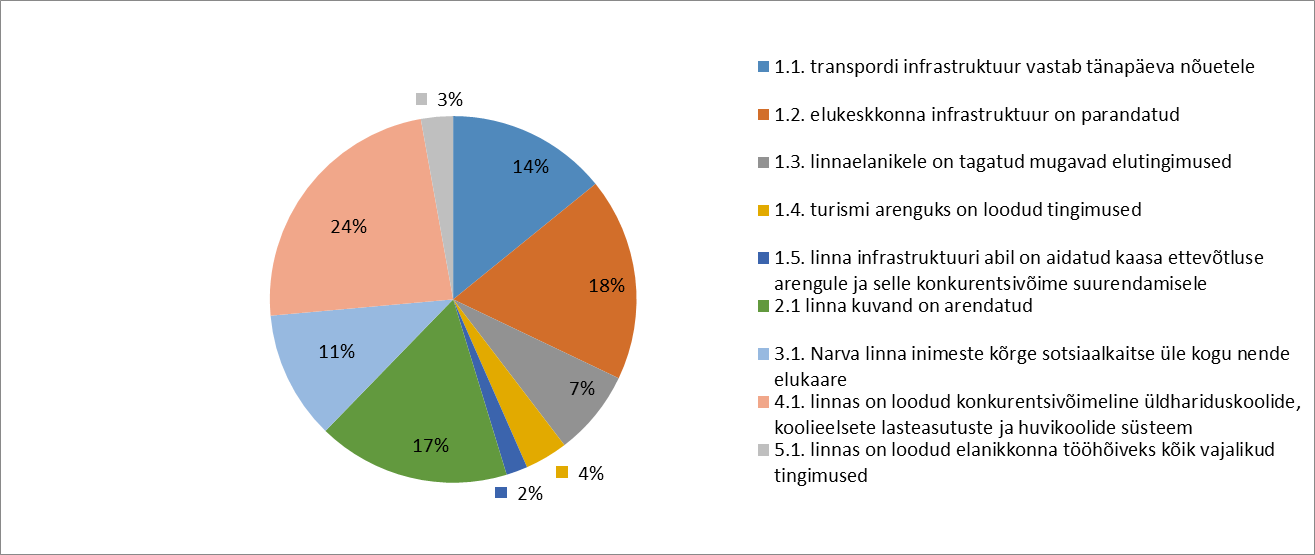 3%
14%
24%
18%
11%
7%
17%
4%
2%
1.1. transpordi infrastruktuur vastab tänapäeva nõuetele
1.2. elukeskkonna infrastruktuur on parandatud
1.3. linnaelanikele on tagatud mugavad elutingimused
1.4. turismi arenguks on loodud tingimused
1.5. linna infrastruktuuri abil on aidatud kaasa ettevõtluse
arengule ja selle konkurentsivõime suurendamisele
2.1 linna kuvand on arendatud
3.1. Narva linna inimeste kõrge sotsiaalkaitse üle kogu nende
elukaare
4.1. linnas on loodud konkurentsivõimeline üldhariduskoolide,
koolieelsete lasteasutuste ja huvikoolide süsteem
5.1. linnas on loodud elanikkonna tööhõiveks kõik vajalikud
tingimused